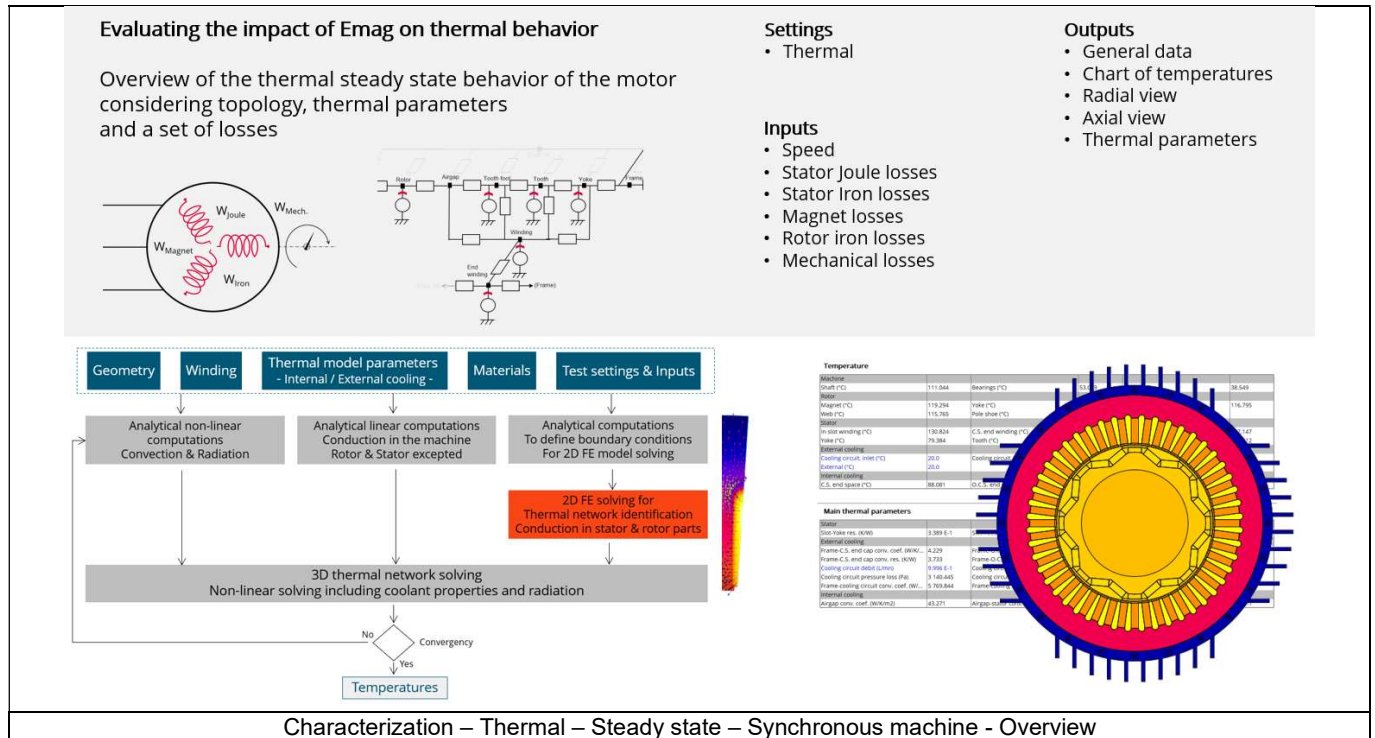 Evaluating the impact of Emag on thermal behavior
Overview of the thermal steady state behavior of the motor
considering topology, thermal parameters
and a set of losses
Settings
• Thermal
Inputs
• Speed
• Stator Joule losses
• Stator Iron losses
• Magnet losses
• Rotor iron losses
• Mechanical losses
Outputs
• General data
• Chart of temperatures
• Radial view
• Axial view
• Thermal parameters
WJoule
WMech.
WMagnet
WIron
Rotor
Airgap
Tooth foot
Tooth
Yoke
Frame
Winding
End
winding
(Frame)
Geometry
Winding
Thermal model parameters
- Internal / External cooling -
Materials
Test settings & Inputs
Analytical non-linear
computations
Convection & Radiation
Analytical linear computations
Conduction in the machine
Rotor & Stator excepted
Analytical computations
To define boundary conditions
For 2D FE model solving
2D FE solving for
Thermal network identification
Conduction in stator & rotor parts
3D thermal network solving
Non-linear solving including coolant properties and radiation
No
Convergency
Yes
Temperatures
Temperature
Machine
Shaft (°C) 111.044 Bearings (°C) 38.549
Rotor
Magnet (°C) 119.294 Yoke (°C) 116.795
Web (°C) 115.765 Pole shoe (°C)
Stator
In slot winding (°C) 130.824 C.S. end winding (°C)
Yoke (°C) 79.384 Tooth (°C)
External cooling
Cooling circuit. inlet (°C) 20.0 Cooling circuit
External (°C) 20.0
Internal cooling
C.S. end space (°C) 88.081 O.C.S. end
Main thermal parameters
Stator
Slot-Yoke res. (K/W) 3.389 E-1
External cooling
Frame-C.S. end cap conv. coef. (W/K/... 4.229
Frame-C.S. end cap conv. res. (K/W) 3.733 Frame-O.C
Cooling circuit debit (L/mn) 9.996 E-1 Cooling
Cooling circuit pressure loss (Pa) 3 140.445 Cooling circu
Frame-cooling circuit conv. coef. (W/... 5 769.844 Frame-cooling
Internal cooling
Airgap conv. coef. (W/K/m2) 43.271 Airgap-stator
Characterization – Thermal – Steady state – Synchronous machine - Overview